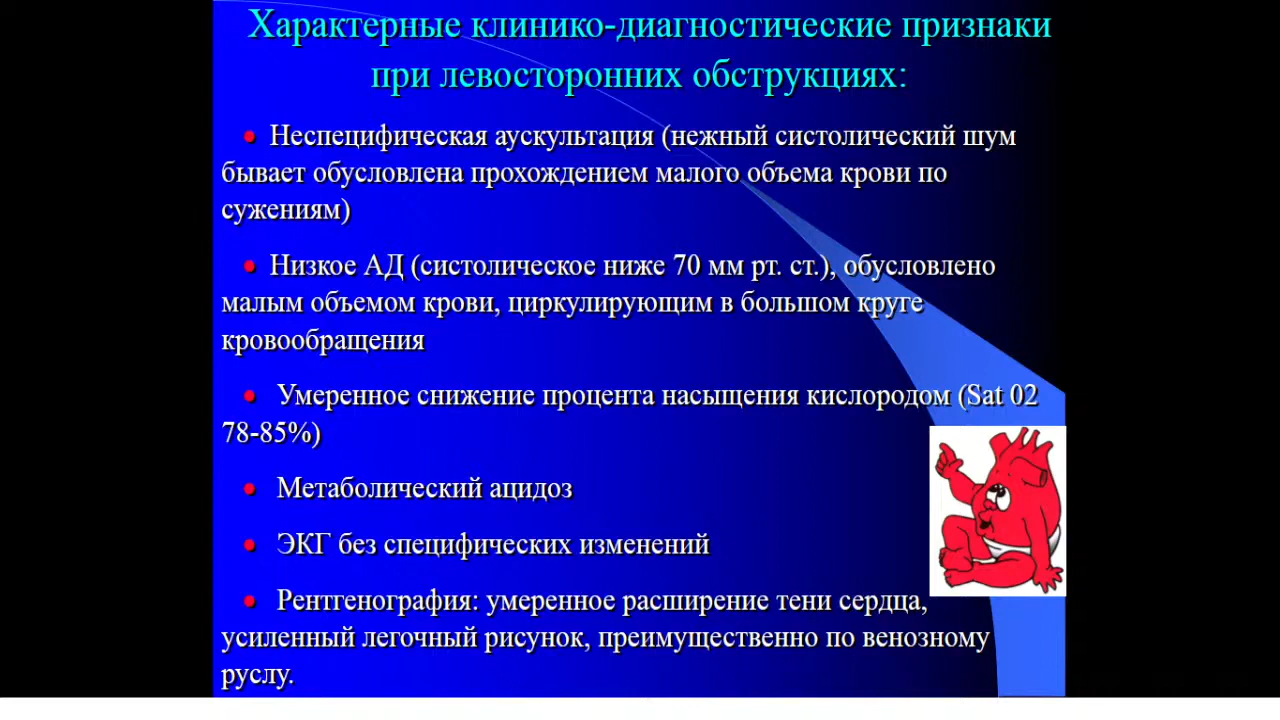 Характерные клинико-диагностические признаки
при левосторонних обструкциях:
• Неспецифическая аускультация (нежный систолический шум
бывает обусловлена прохождением малого объема крови по
сужениям)
• Низкое АД (систолическое ниже 70 мм рт. ст.), обусловлено
малым объемом крови, циркулирующим в большом круге
кровообращения
• Умеренное снижение процента насыщения кислородом (Sat 02
78-85%)
• Метаболический ацидоз
• ЭКГ без специфических изменений
• Рентгенография: умеренное расширение тени сердца,
усиленный легочный рисунок, преимущественно по венозному
руслу.